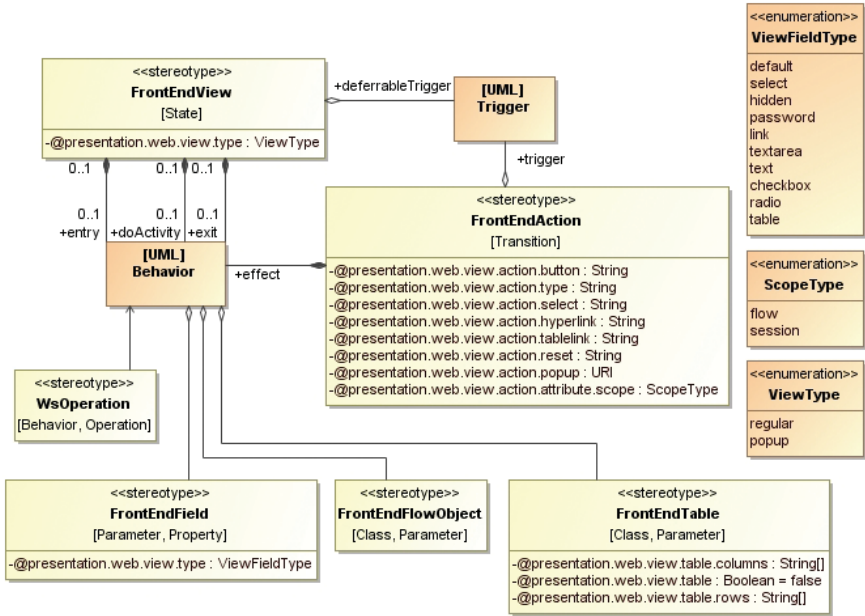 <<stereotype>>
FrontEndView
[State]
-@presentation.web.view.type : ViewType
+deferrableTrigger
[UML]
Trigger
+trigger
0..1
0..1
0..1
0..1
0..1
0..1
+entry
+doActivity
+exit
[UML]
Behavior
+effect
<<stereotype>>
FrontEndAction
[Transition]
-@presentation.web.view.action.button : String
-@presentation.web.view.action.type : String
-@presentation.web.view.action.select : String
-@presentation.web.view.action.hyperlink : String
-@presentation.web.view.action.tablelink : String
-@presentation.web.view.action.reset : String
-@presentation.web.view.action.popup : URI
-@presentation.web.view.action.attribute.scope : ScopeType
<<stereotype>>
WsOperation
[Behavior, Operation]
<<stereotype>>
FrontEndField
[Parameter, Property]
-@presentation.web.view.type : ViewFieldType
<<stereotype>>
FrontEndFlowObject
[Class, Parameter]
<<stereotype>>
FrontEndTable
[Class, Parameter]
-@presentation.web.view.table.columns : String[]
-@presentation.web.view.table : Boolean = false
-@presentation.web.view.table.rows : String[]
<<enumeration>>
ViewFieldType
default
select
hidden
password
link
textarea
text
checkbox
radio
table
<<enumeration>>
ScopeType
flow
session
<<enumeration>>
ViewType
regular
popup